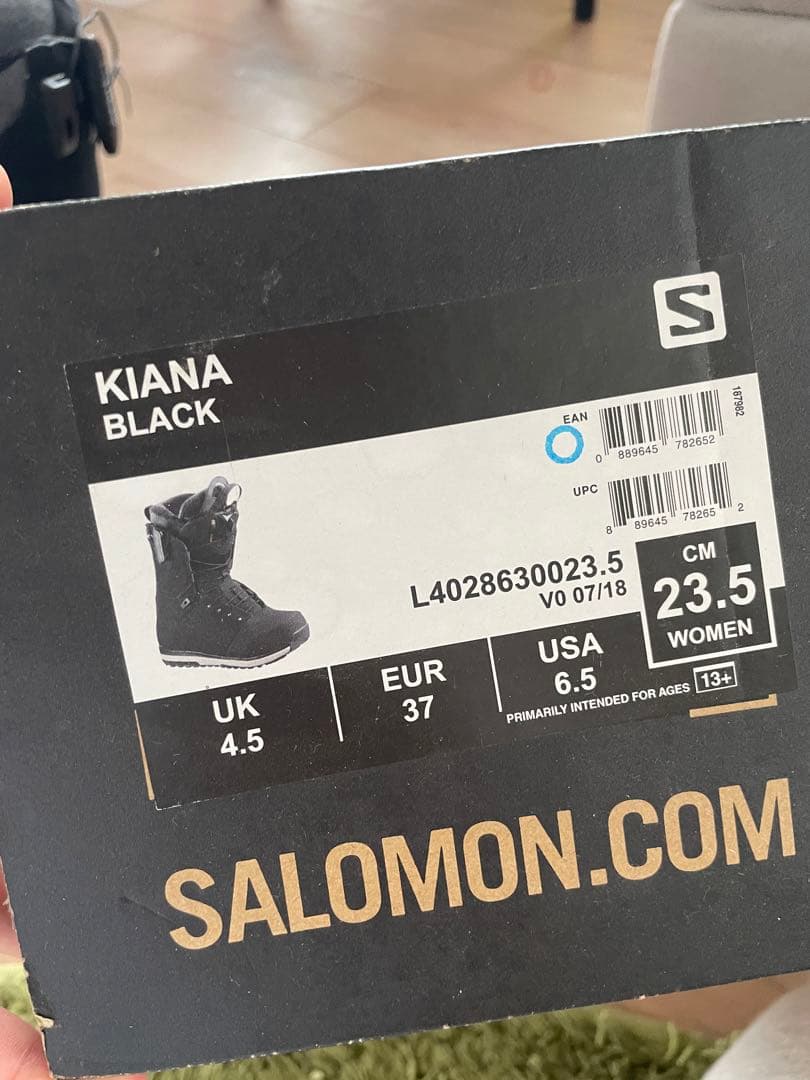 KIANA
BLACK
S
EAN
0 889645 782652
187982
UPC
8 89645 78265 2
L4028630023.5
V0 07/18
CM
23.5
WOMEN
UK
4.5
EUR
37
USA
6.5
PRIMARILY INTENDED FOR AGES 13+
SALOMON.COM